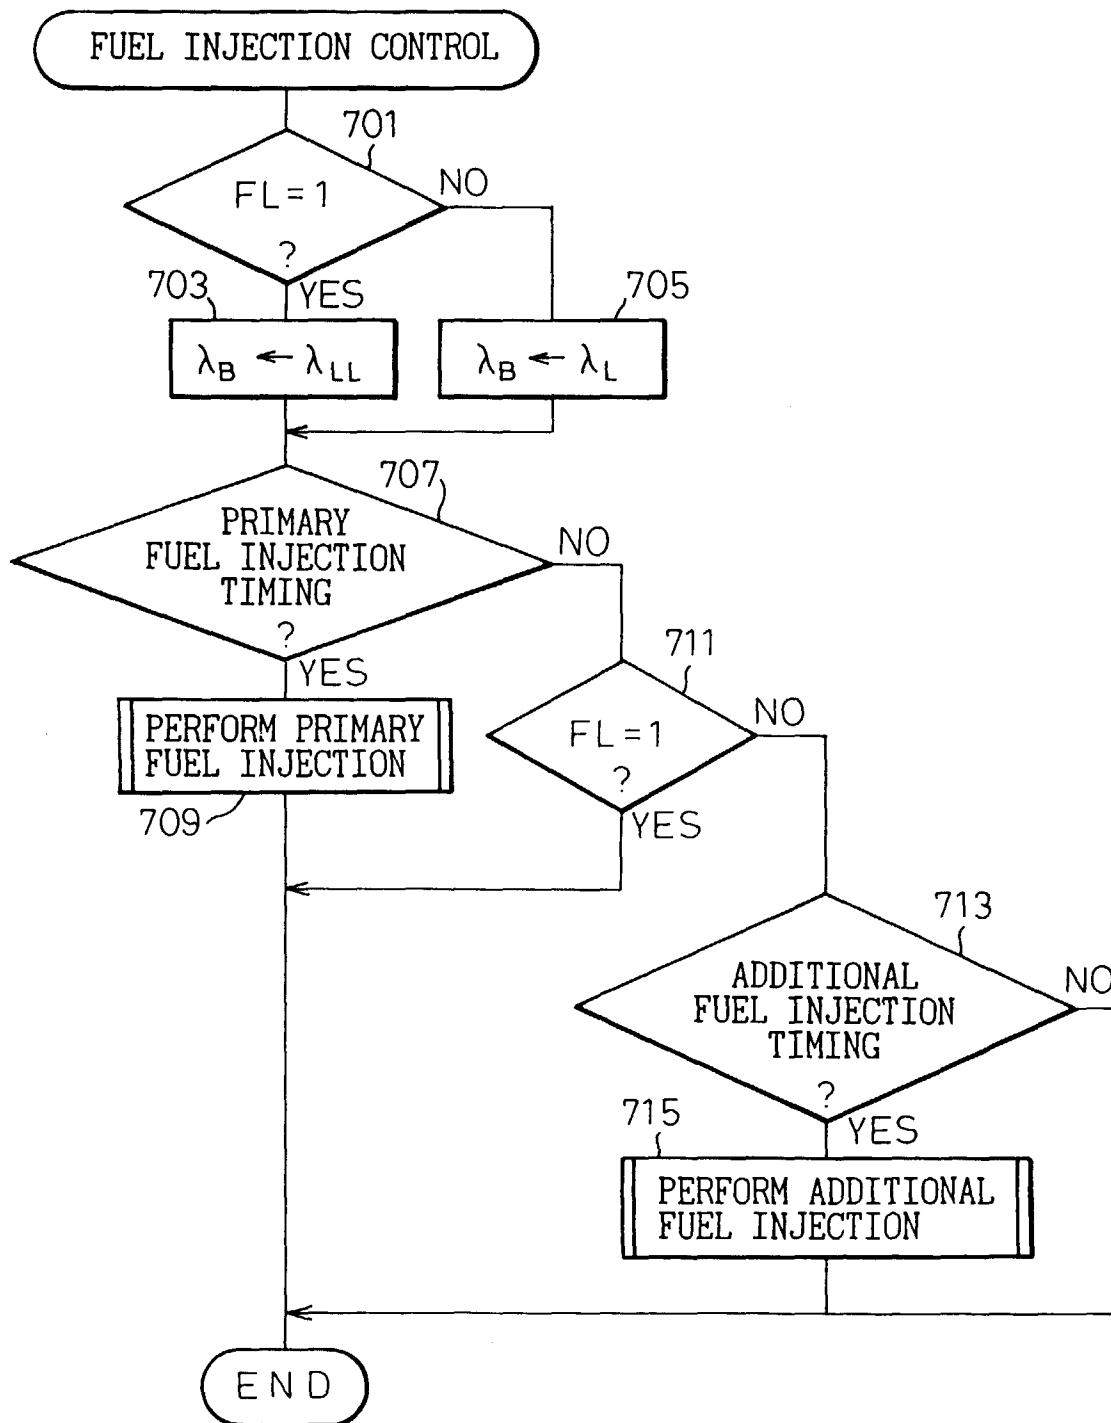 FUEL INJECTION CONTROL
701
FL=1
?
NO
YES
703
λB ← λLL
705
λB ← λL
707
PRIMARY
FUEL INJECTION
TIMING
?
NO
YES
PERFORM PRIMARY
FUEL INJECTION
709
711
FL=1
?
NO
YES
713
ADDITIONAL
FUEL INJECTION
TIMING
?
NO
YES
715
PERFORM ADDITIONAL
FUEL INJECTION
END